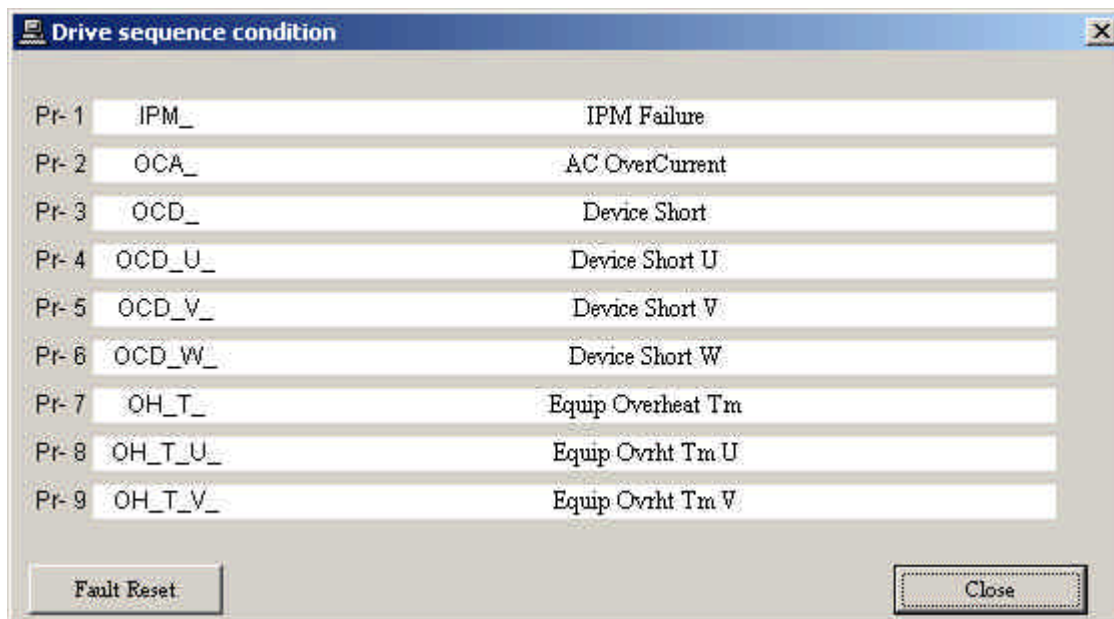 Drive sequence condition
Pr- 1 IPM_ IPM Failure
Pr- 2 OCA_ AC OverCurrent
Pr- 3 OCD_ Device Short
Pr- 4 OCD_U_ Device Short U
Pr- 5 OCD_V_ Device Short V
Pr- 6 OCD_W_ Device Short W
Pr- 7 OH_T_ Equip Overheat Tm
Pr- 8 OH_T_U_ Equip Ovrht Tm U
Pr- 9 OH_T_V_ Equip Ovrht Tm V
Fault Reset Close